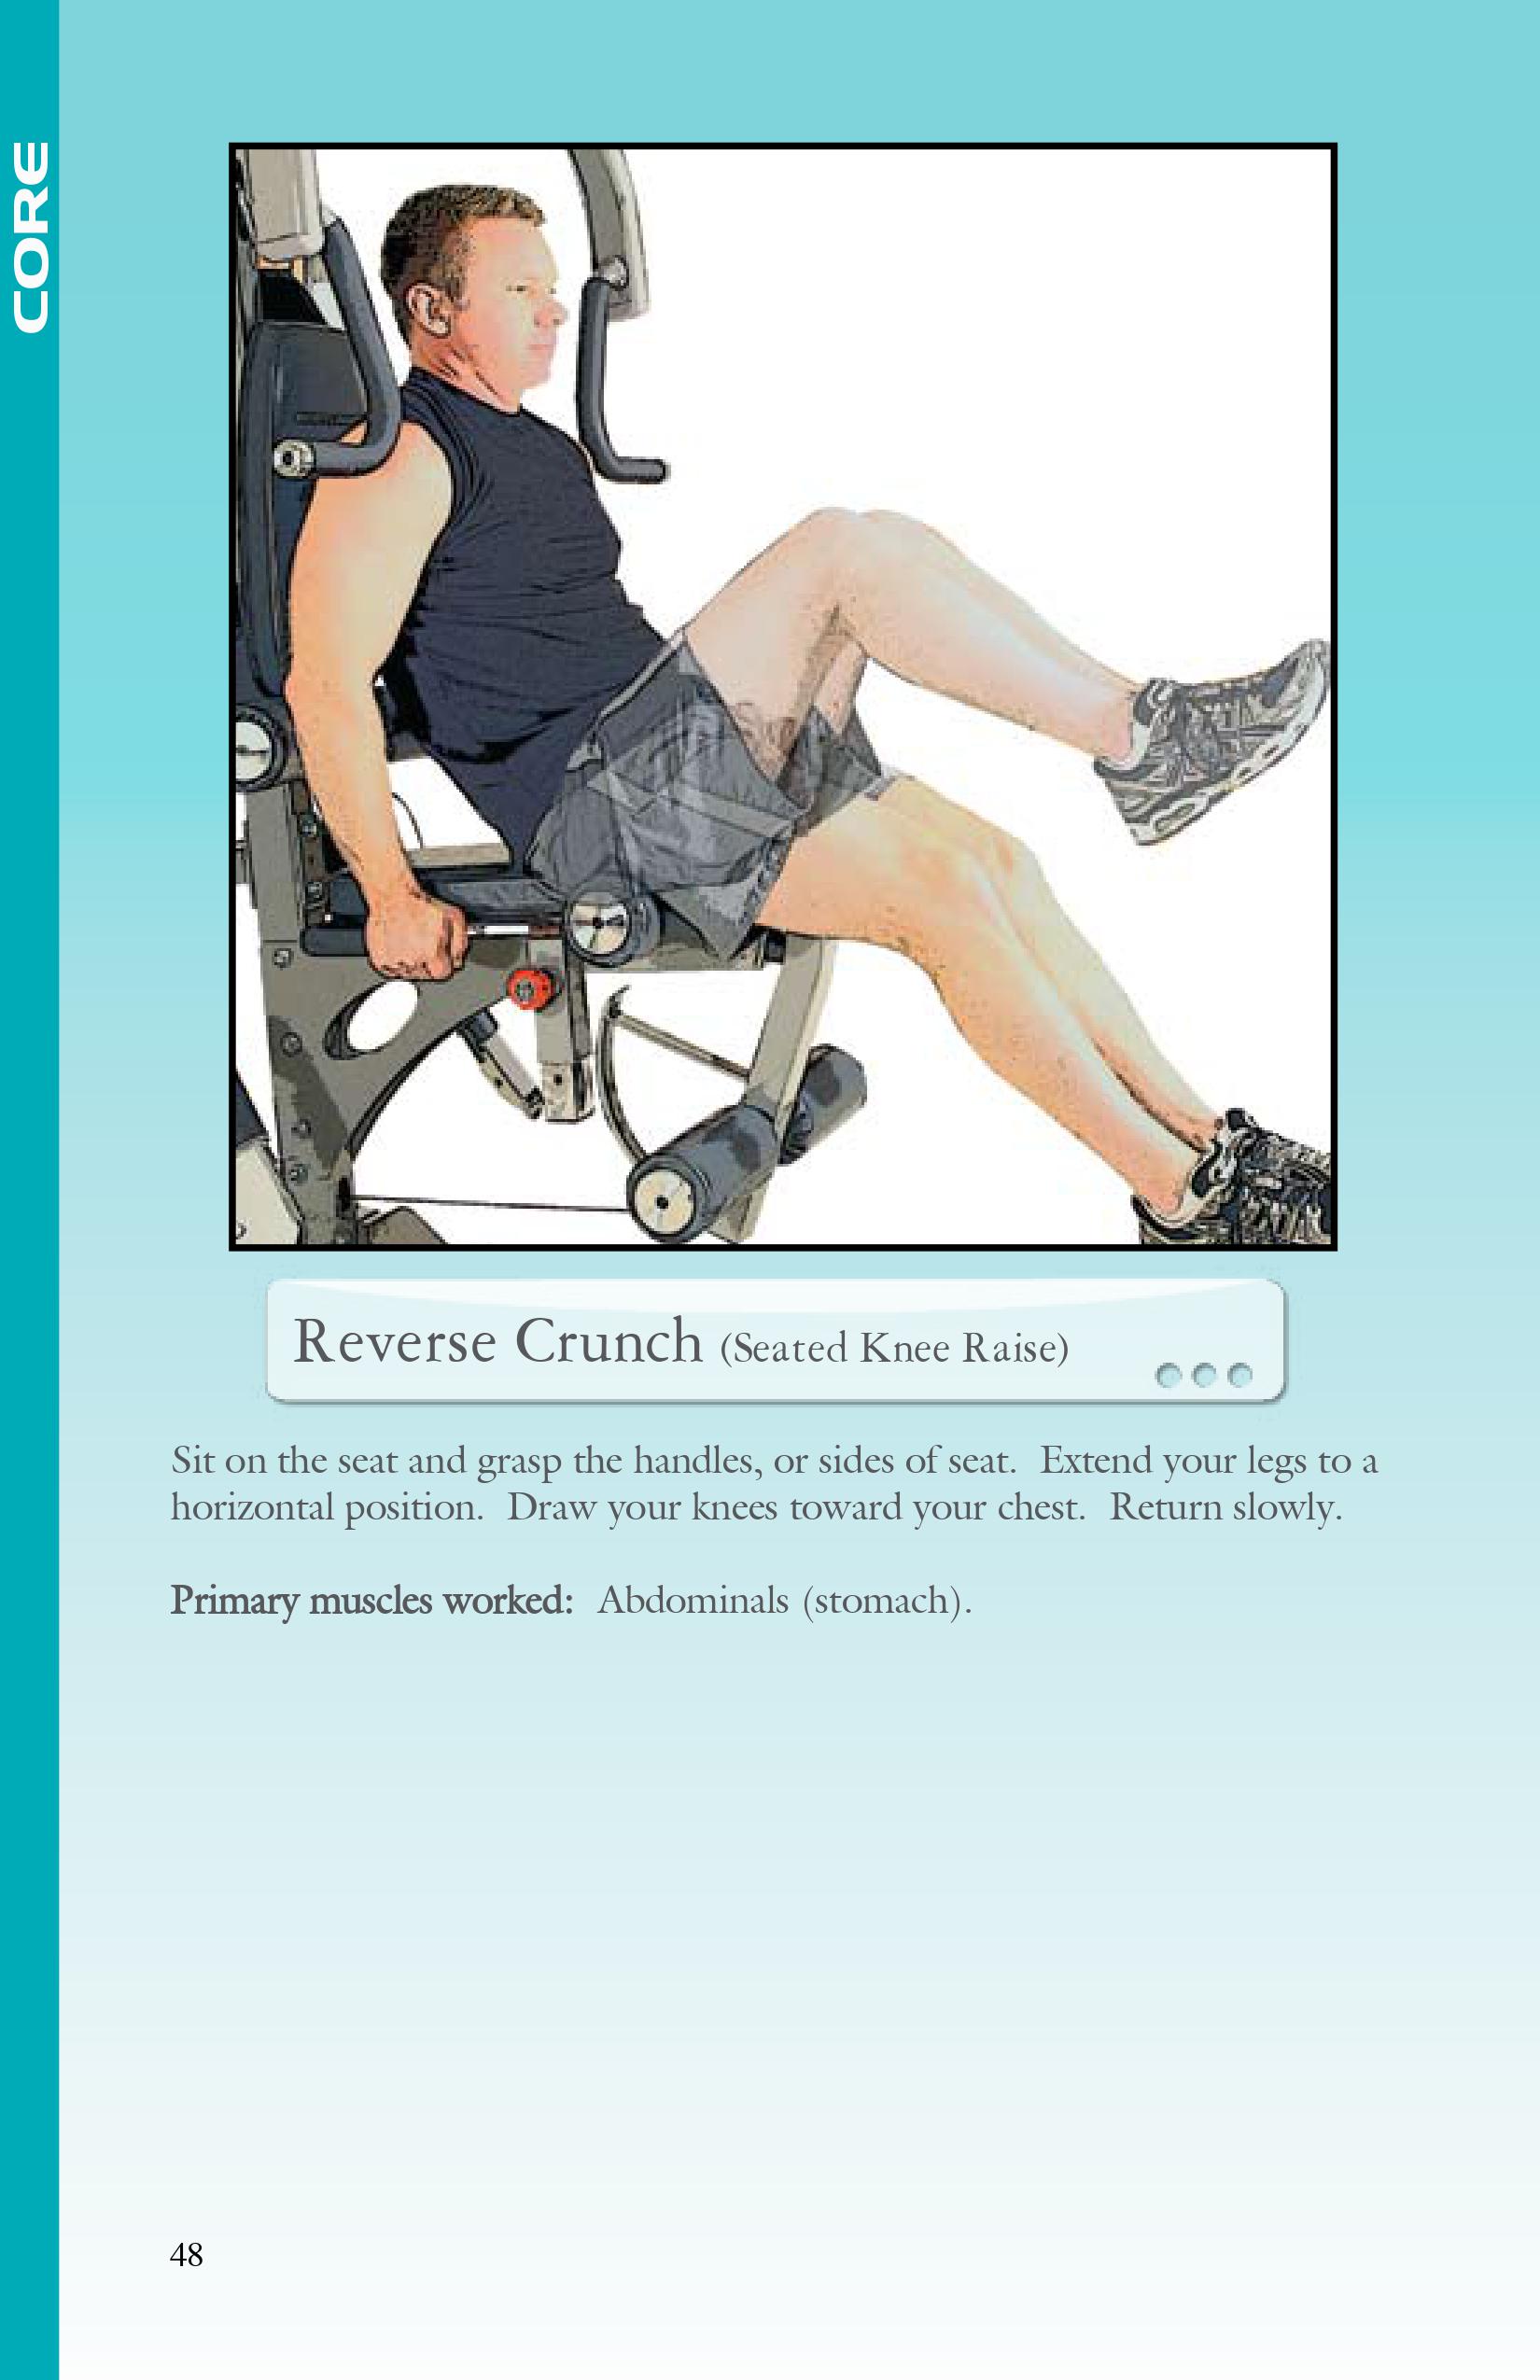 CORE
Reverse Crunch (Seated Knee Raise)
Sit on the seat and grasp the handles, or sides of seat.  Extend your legs to a
horizontal position.  Draw your knees toward your chest.  Return slowly.
Primary muscles worked:  Abdominals (stomach).
48